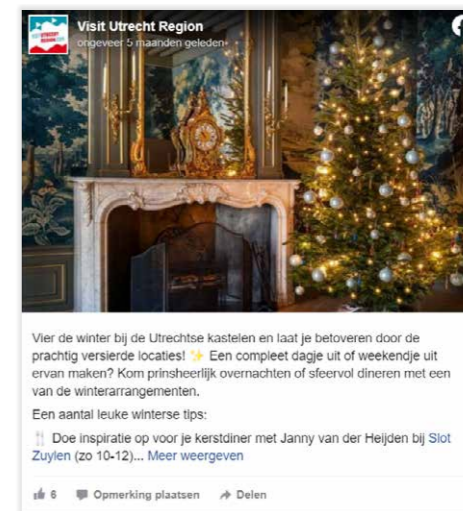 Visit Utrecht Region
ongeveer 5 maanden geleden
Vier de winter bij de Utrechtse kastelen en laat je betoveren door de
prachtig versierde locaties! ✨ Een compleet dagje uit of weekendje uit
ervan maken? Kom prinsheerlijk overnachten of sfeervol dineren met een
van de winterarrangementen.
Een aantal leuke winterse tips:
🍴 Doe inspiratie op voor je kerstdiner met Janny van der Heijden bij Slot
Zuylen (zo 10-12)... Meer weergeven
6 Opmerking plaatsen Delen